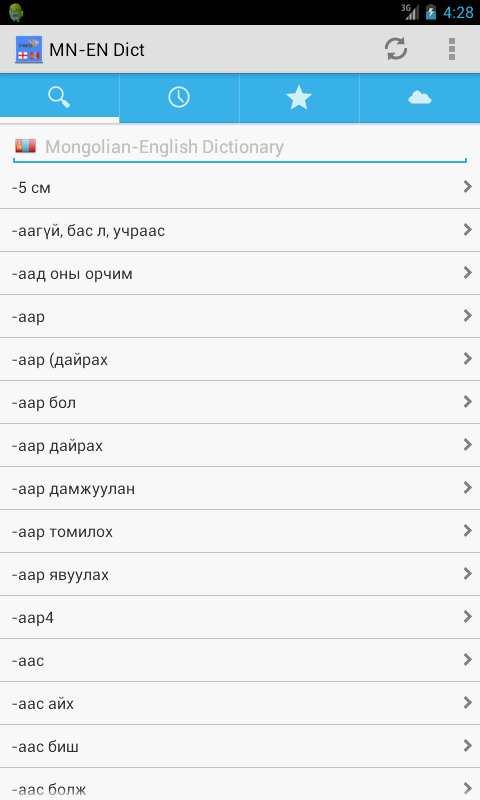 3G 4:28
MN-EN Dict
Mongolian-English Dictionary
-5 см
-аагүй, бас л, учраас
-аад оны орчим
-аар
-аар (дайрах
-аар бол
-аар дайрах
-аар дамжуулан
-аар томилох
-аар явуулах
-аар4
-аас
-аас айх
-аас биш
-аас болж